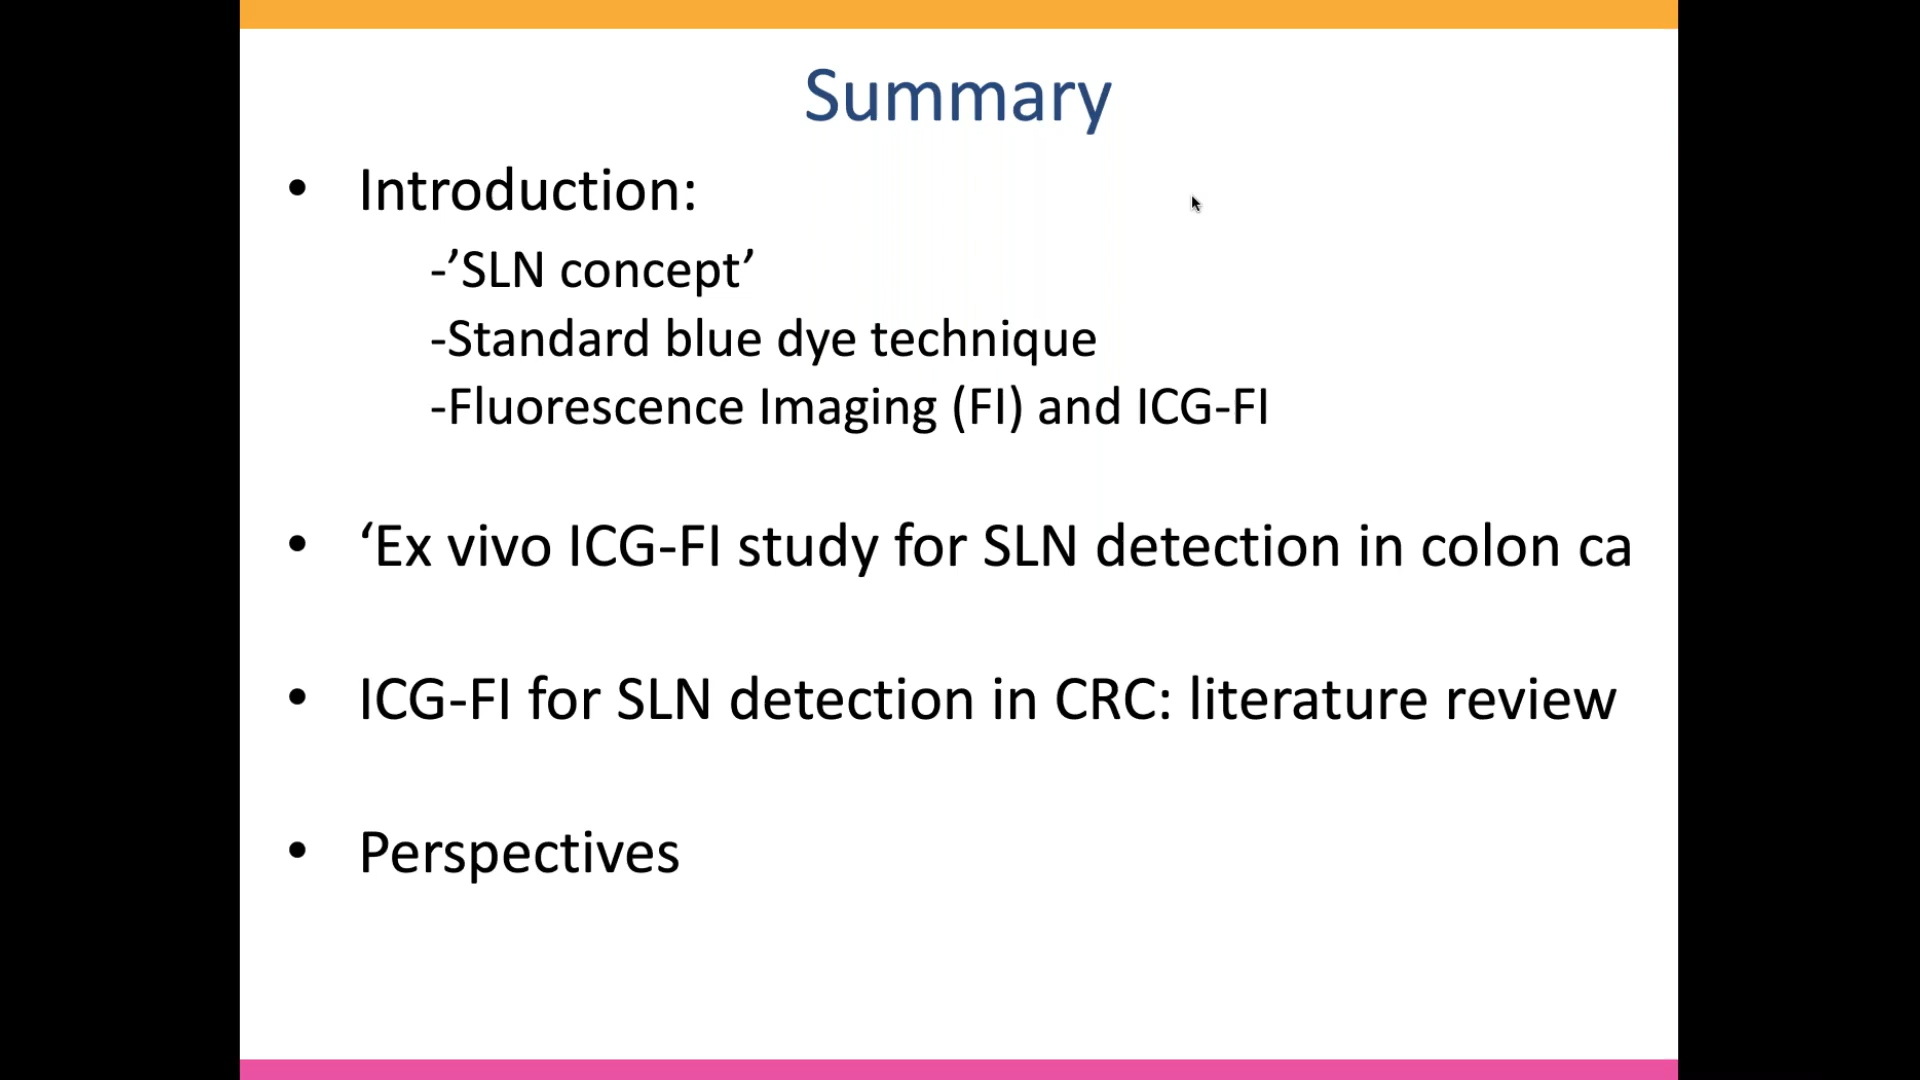 Summary
• Introduction:
-’SLN concept’
-Standard blue dye technique
-Fluorescence Imaging (FI) and ICG-FI
• ‘Ex vivo ICG-FI study for SLN detection in colon ca
• ICG-FI for SLN detection in CRC: literature review
• Perspectives